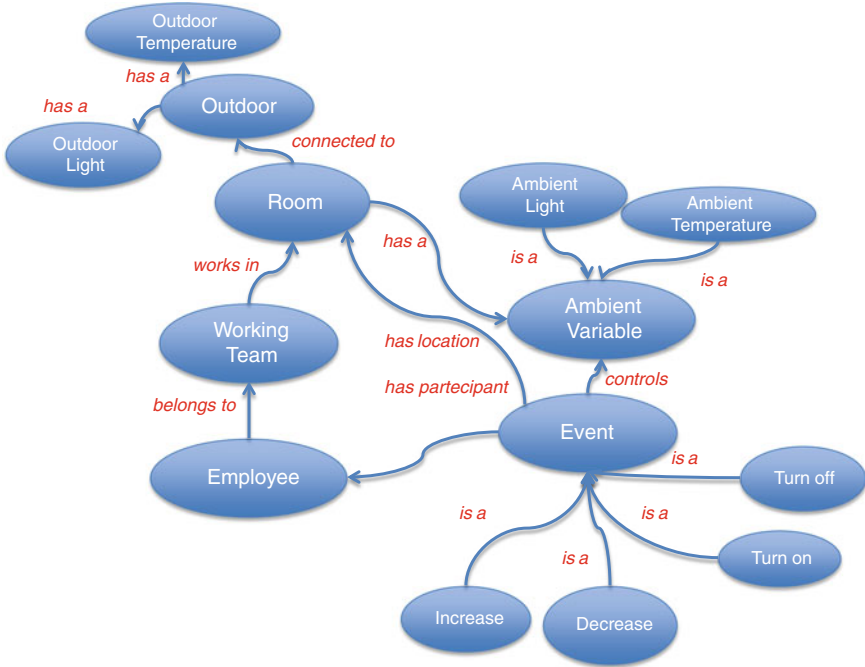 Outdoor
Temperature
has a
has a
Outdoor
Outdoor
Light
connected to
Room
Ambient
Light
Ambient
Temperature
has a
works in
is a
is a
Ambient
Variable
Working
Team
has location
has partecipant
controls
belongs to
Event
Employee
is a
Turn off
is a
is a
is a
Turn on
Increase
Decrease